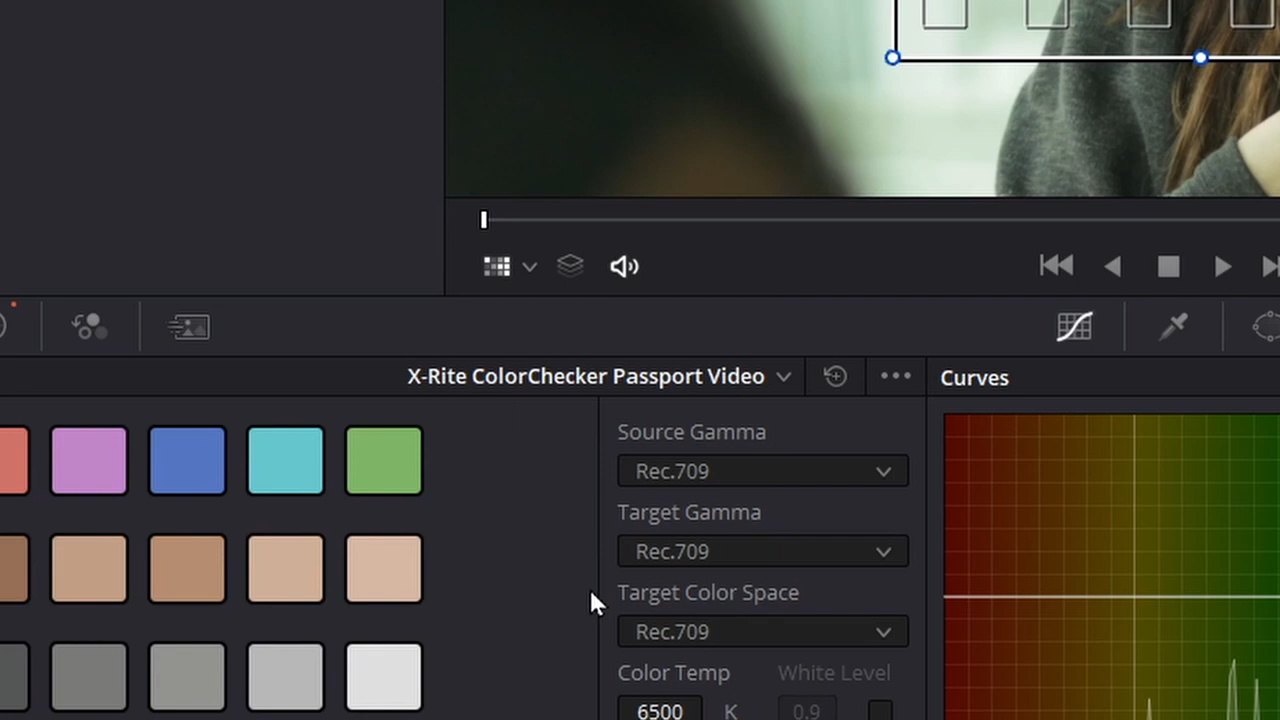 X-Rite ColorChecker Passport Video
Curves
Source Gamma
Rec.709
Target Gamma
Rec.709
Target Color Space
Rec.709
Color Temp White Level
6500 K 0.9